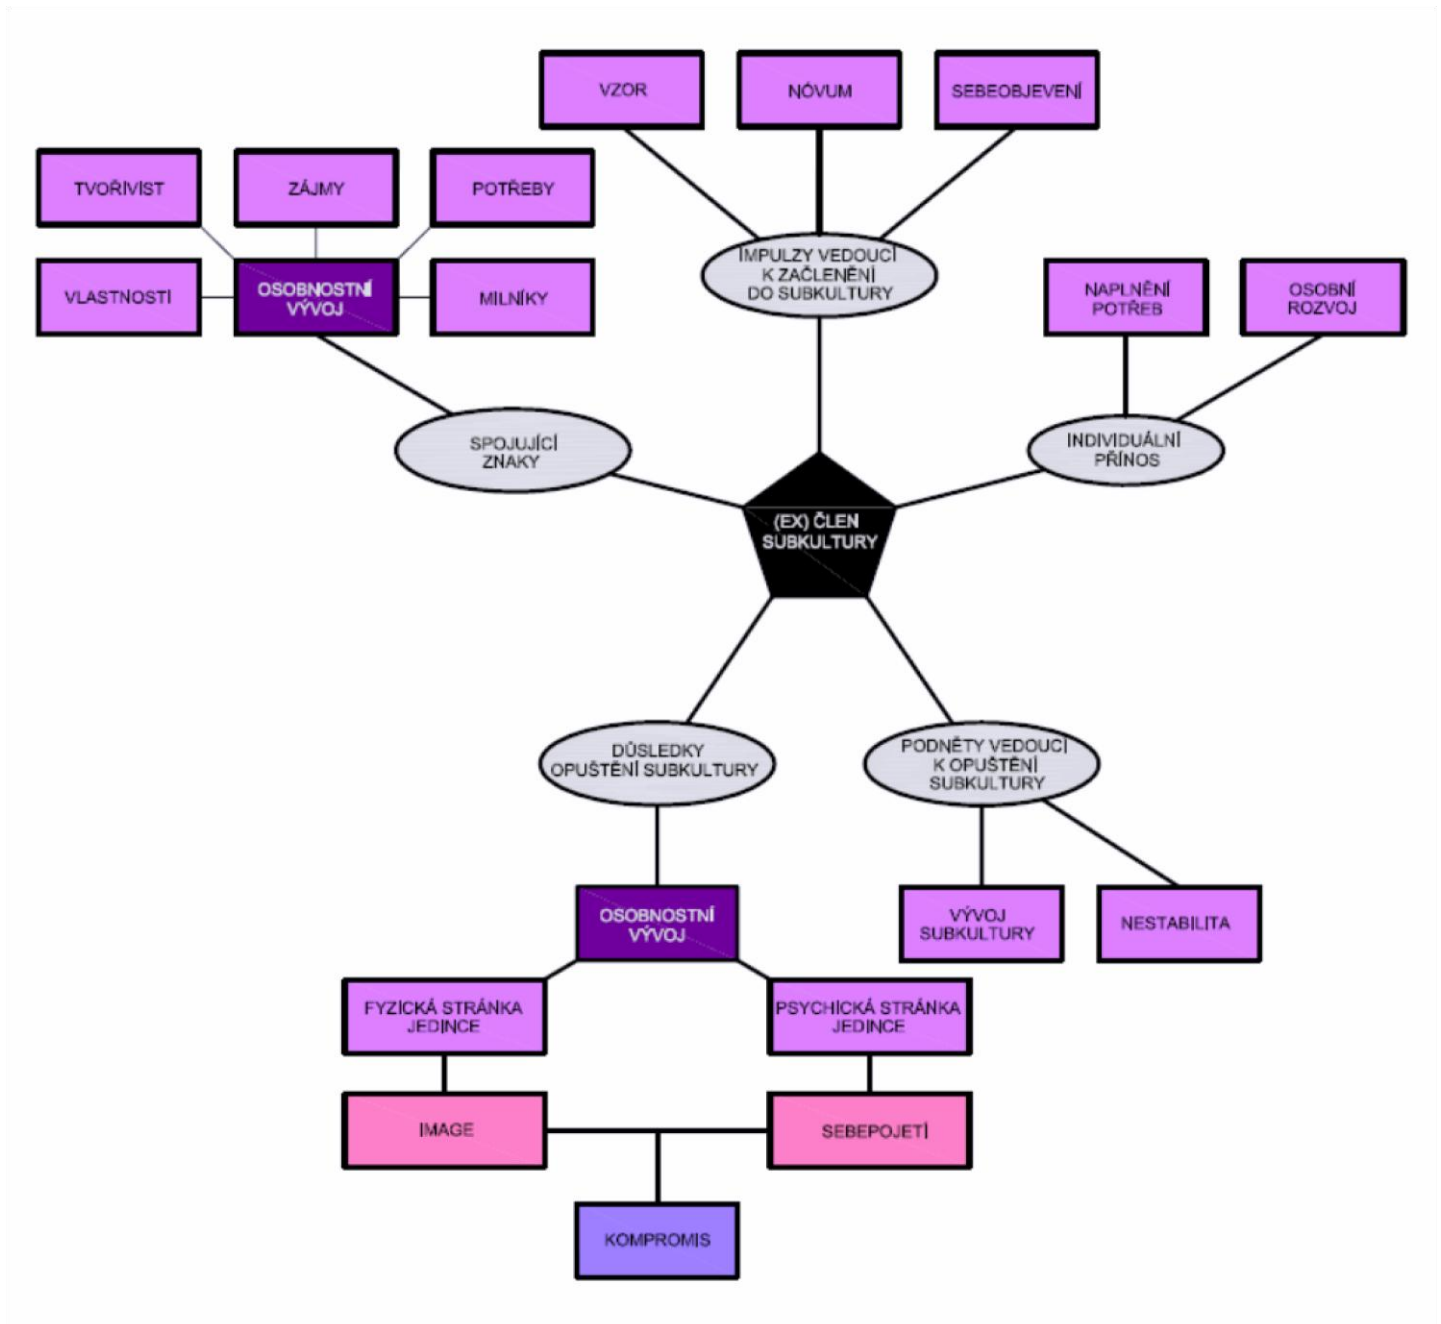 VZOR
NÓVUM
SEBEOBJEVENÍ
TVOŘIVIST
ZÁJMY
POTŘEBY
VLASTNOSTI
OSOBNOSTNÍ
VÝVOJ
MILNÍKY
IMPULZY VEDOUCÍ
K ZAČLENĚNÍ
DO SUBKULTURY
NAPLNĚNÍ
POTŘEB
OSOBNÍ
ROZVOJ
SPOJUJÍCÍ
ZNAKY
INDIVIDUÁLNÍ
PŘÍNOS
(EX) ČLEN
SUBKULTURY
DŮSLEDKY
OPUŠTĚNÍ SUBKULTURY
PODNĚTY VEDOUCÍ
K OPUŠTĚNÍ
SUBKULTURY
OSOBNOSTNÍ
VÝVOJ
VÝVOJ
SUBKULTURY
NESTABILITA
FYZICKÁ STRÁNKA
JEDINCE
PSYCHICKÁ STRÁNKA
JEDINCE
IMAGE
SEBEPOJETÍ
KOMPROMIS